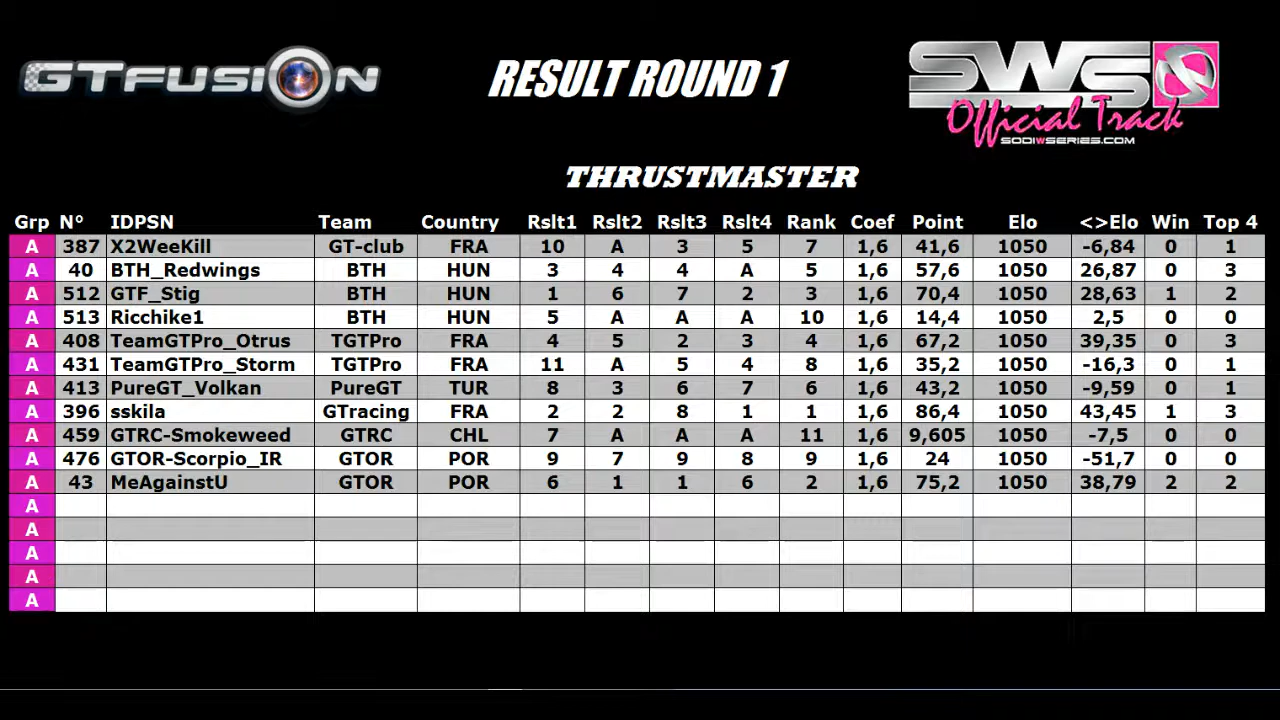 GTFUSION
RESULT ROUND 1
SWS
Official Track
SODIWSERIES.COM
THRUSTMASTER
Grp N° IDPSN Team Country Rslt1 Rslt2 Rslt3 Rslt4 Rank Coef Point Elo <>Elo Win Top 4
A 387 X2WeeKill GT-club FRA 10 A 3 5 7 1,6 41,6 1050 -6,84 0 1
A 40 BTH_Redwings BTH HUN 3 4 4 A 5 1,6 57,6 1050 26,87 0 3
A 512 GTF_Stig BTH HUN 1 6 7 2 3 1,6 70,4 1050 28,63 1 2
A 513 Ricchike1 BTH HUN 5 A A A 10 1,6 14,4 1050 2,5 0 0
A 408 TeamGTPro_Otrus TGTPro FRA 4 5 2 3 4 1,6 67,2 1050 39,35 0 3
A 431 TeamGTPro_Storm TGTPro FRA 11 A 5 4 8 1,6 35,2 1050 -16,3 0 1
A 413 PureGT_Volkan PureGT TUR 8 3 6 7 6 1,6 43,2 1050 -9,59 0 1
A 396 sskila GTracing FRA 2 2 8 1 1 1,6 86,4 1050 43,45 1 3
A 459 GTRC-Smokeweed GTRC CHL 7 A A A 11 1,6 9,605 1050 -7,5 0 0
A 476 GTOR-Scorpio_IR GTOR POR 9 7 9 8 9 1,6 24 1050 -51,7 0 0
A 43 MeAgainstU GTOR POR 6 1 1 6 2 1,6 75,2 1050 38,79 2 2
A
A
A
A
A